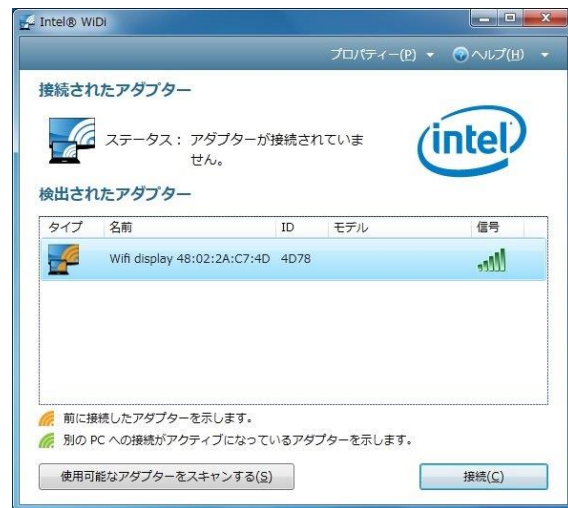 Intel® WiDi
プロパティー(P) ヘルプ(H)
接続されたアダプター
ステータス： アダプターが接続されていま
せん。
intel
検出されたアダプター
タイプ 名前 ID モデル 信号
Wifi display 48:02:2A:C7:4D 4D78
前に接続したアダプターを示します。
別の PC への接続がアクティブになっているアダプターを示します。
使用可能なアダプターをスキャンする(S) 接続(C)